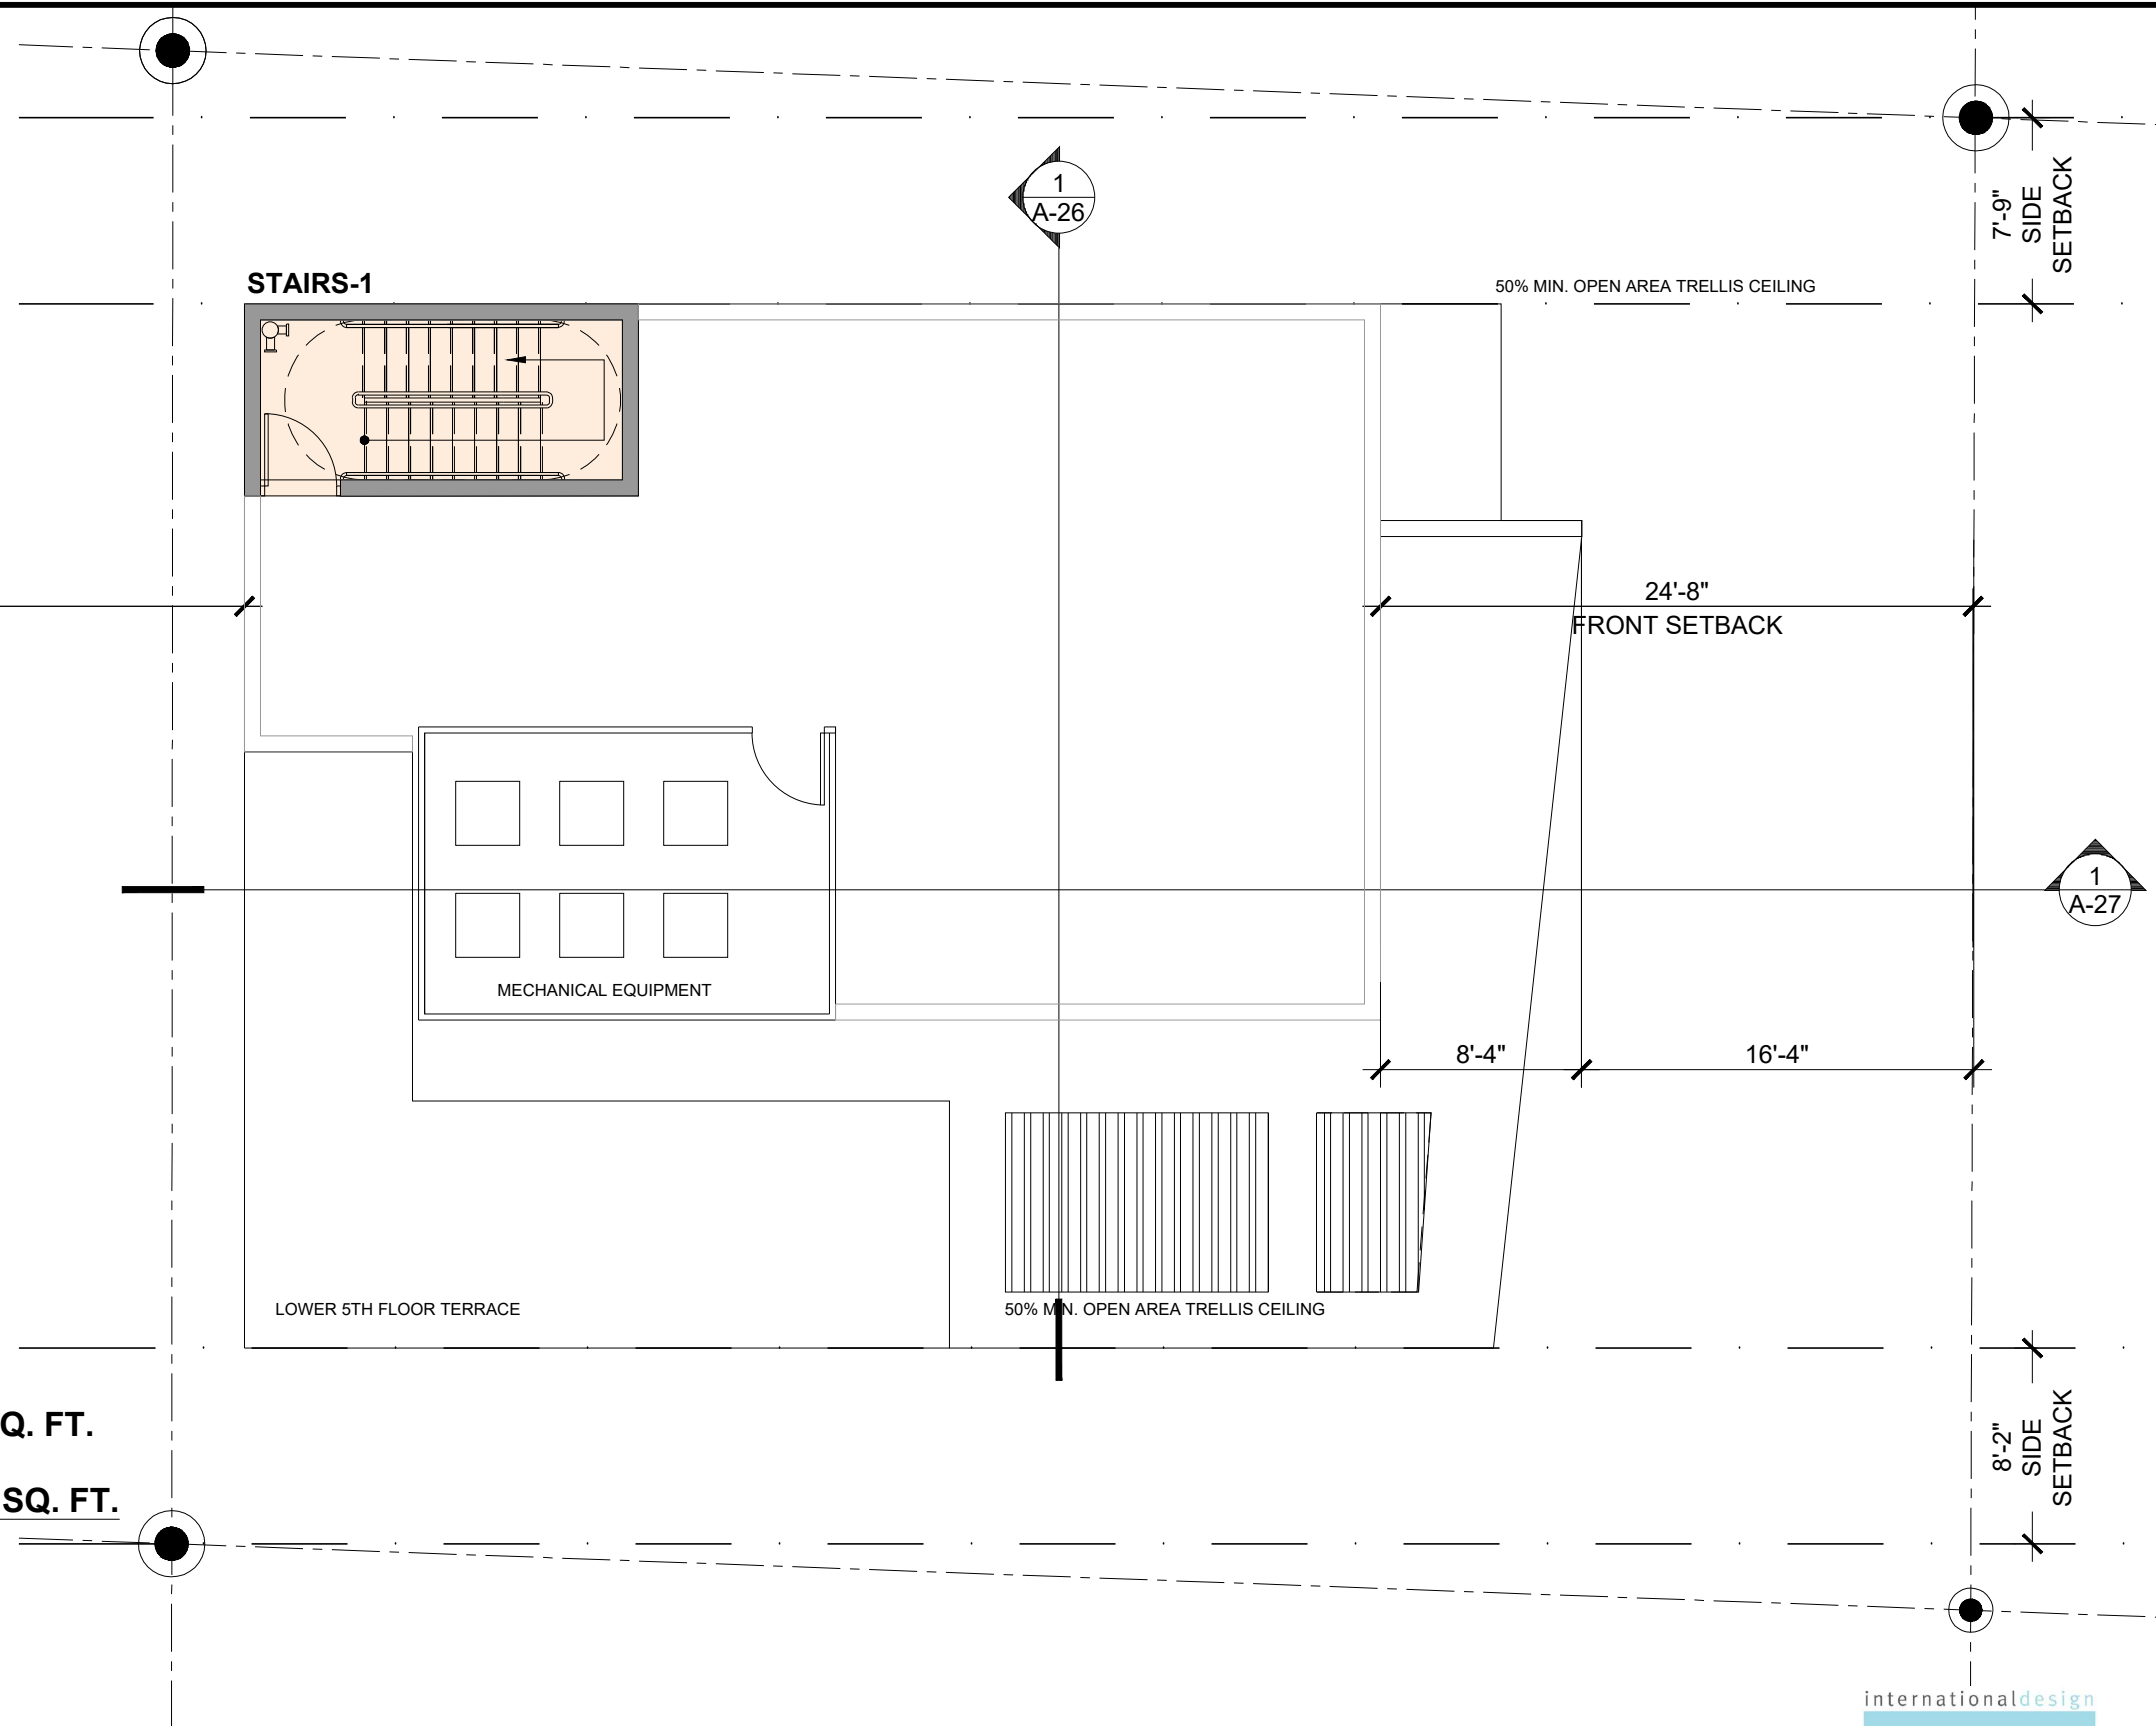 1
A-26
7'-9"
SIDE
SETBACK
STAIRS-1
50% MIN. OPEN AREA TRELLIS CEILING
24'-8"
FRONT SETBACK
1
A-27
MECHANICAL EQUIPMENT
8'-4"
16'-4"
LOWER 5TH FLOOR TERRACE
50% MIN. OPEN AREA TRELLIS CEILING
8'-2"
SIDE
SETBACK
Q. FT.
SQ. FT.
internationaldesign